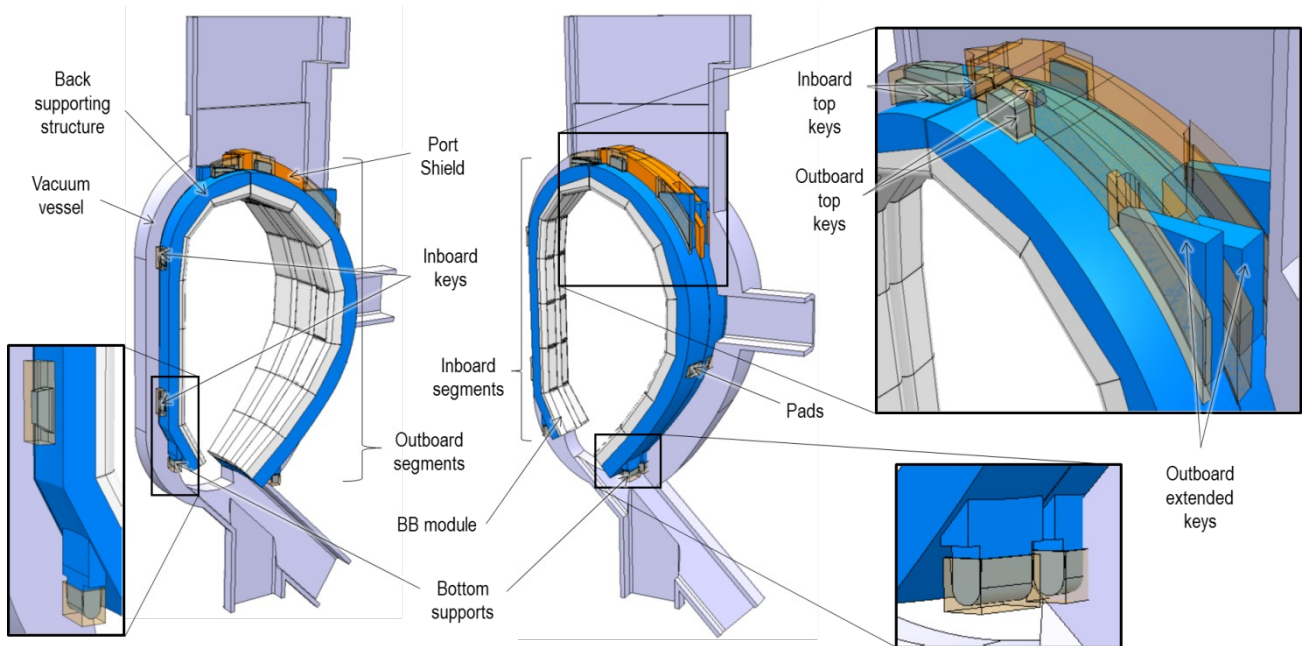 Back
supporting
structure
Vacuum
vessel
Port
Shield
Inboard
keys
Inboard
segments
Outboard
segments
BB module
Bottom
supports
Pads
Inboard
top
keys
Outboard
top
keys
Outboard
extended
keys